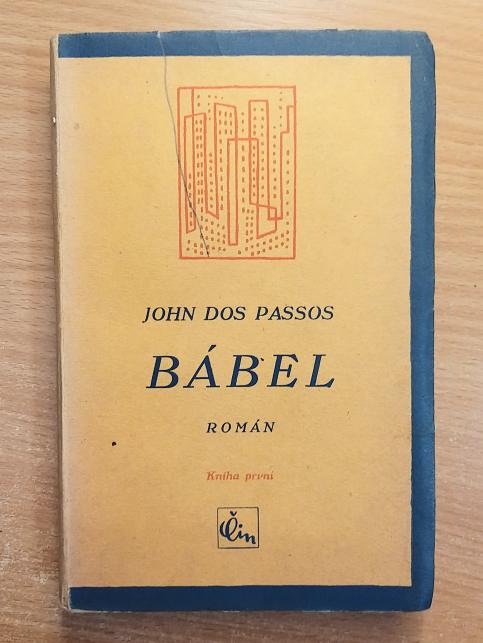 JOHN DOS PASSOS
BÁBEL
ROMÁN
Kniha první
Čin